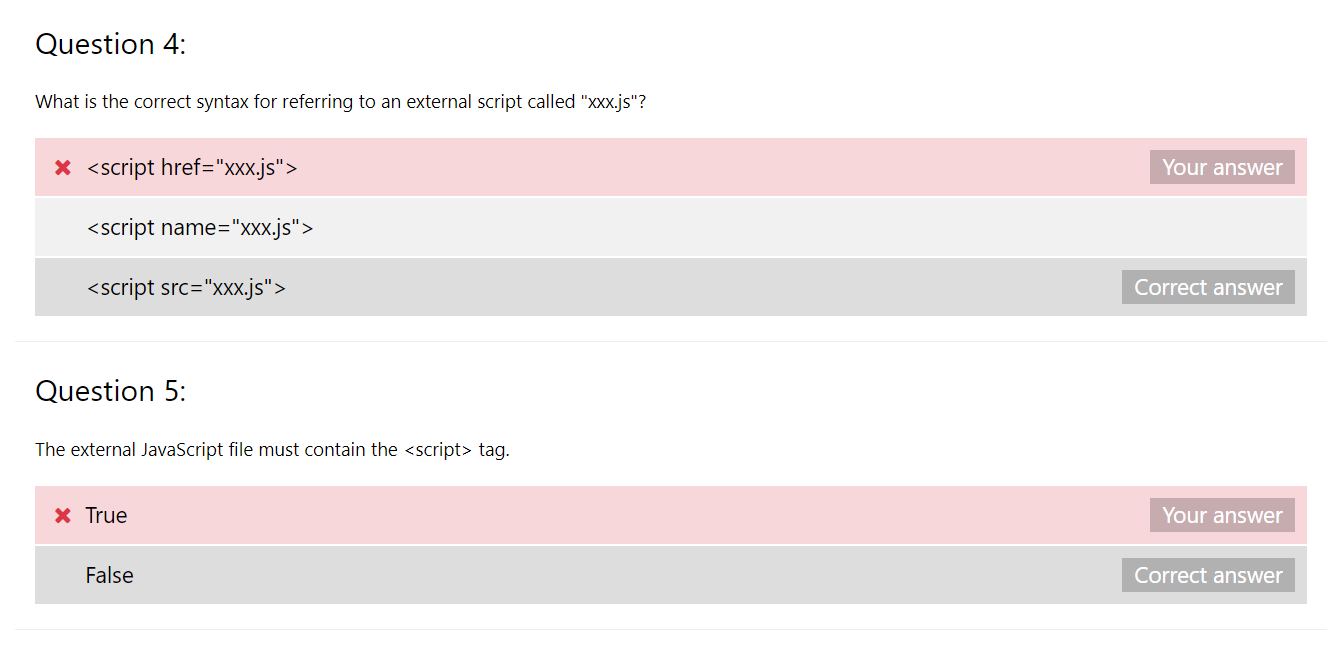 Question 4:
What is the correct syntax for referring to an external script called "xxx.js"?
<script href="xxx.js"> Your answer
<script name="xxx.js">
<script src="xxx.js"> Correct answer
Question 5:
The external JavaScript file must contain the <script> tag.
True Your answer
False Correct answer